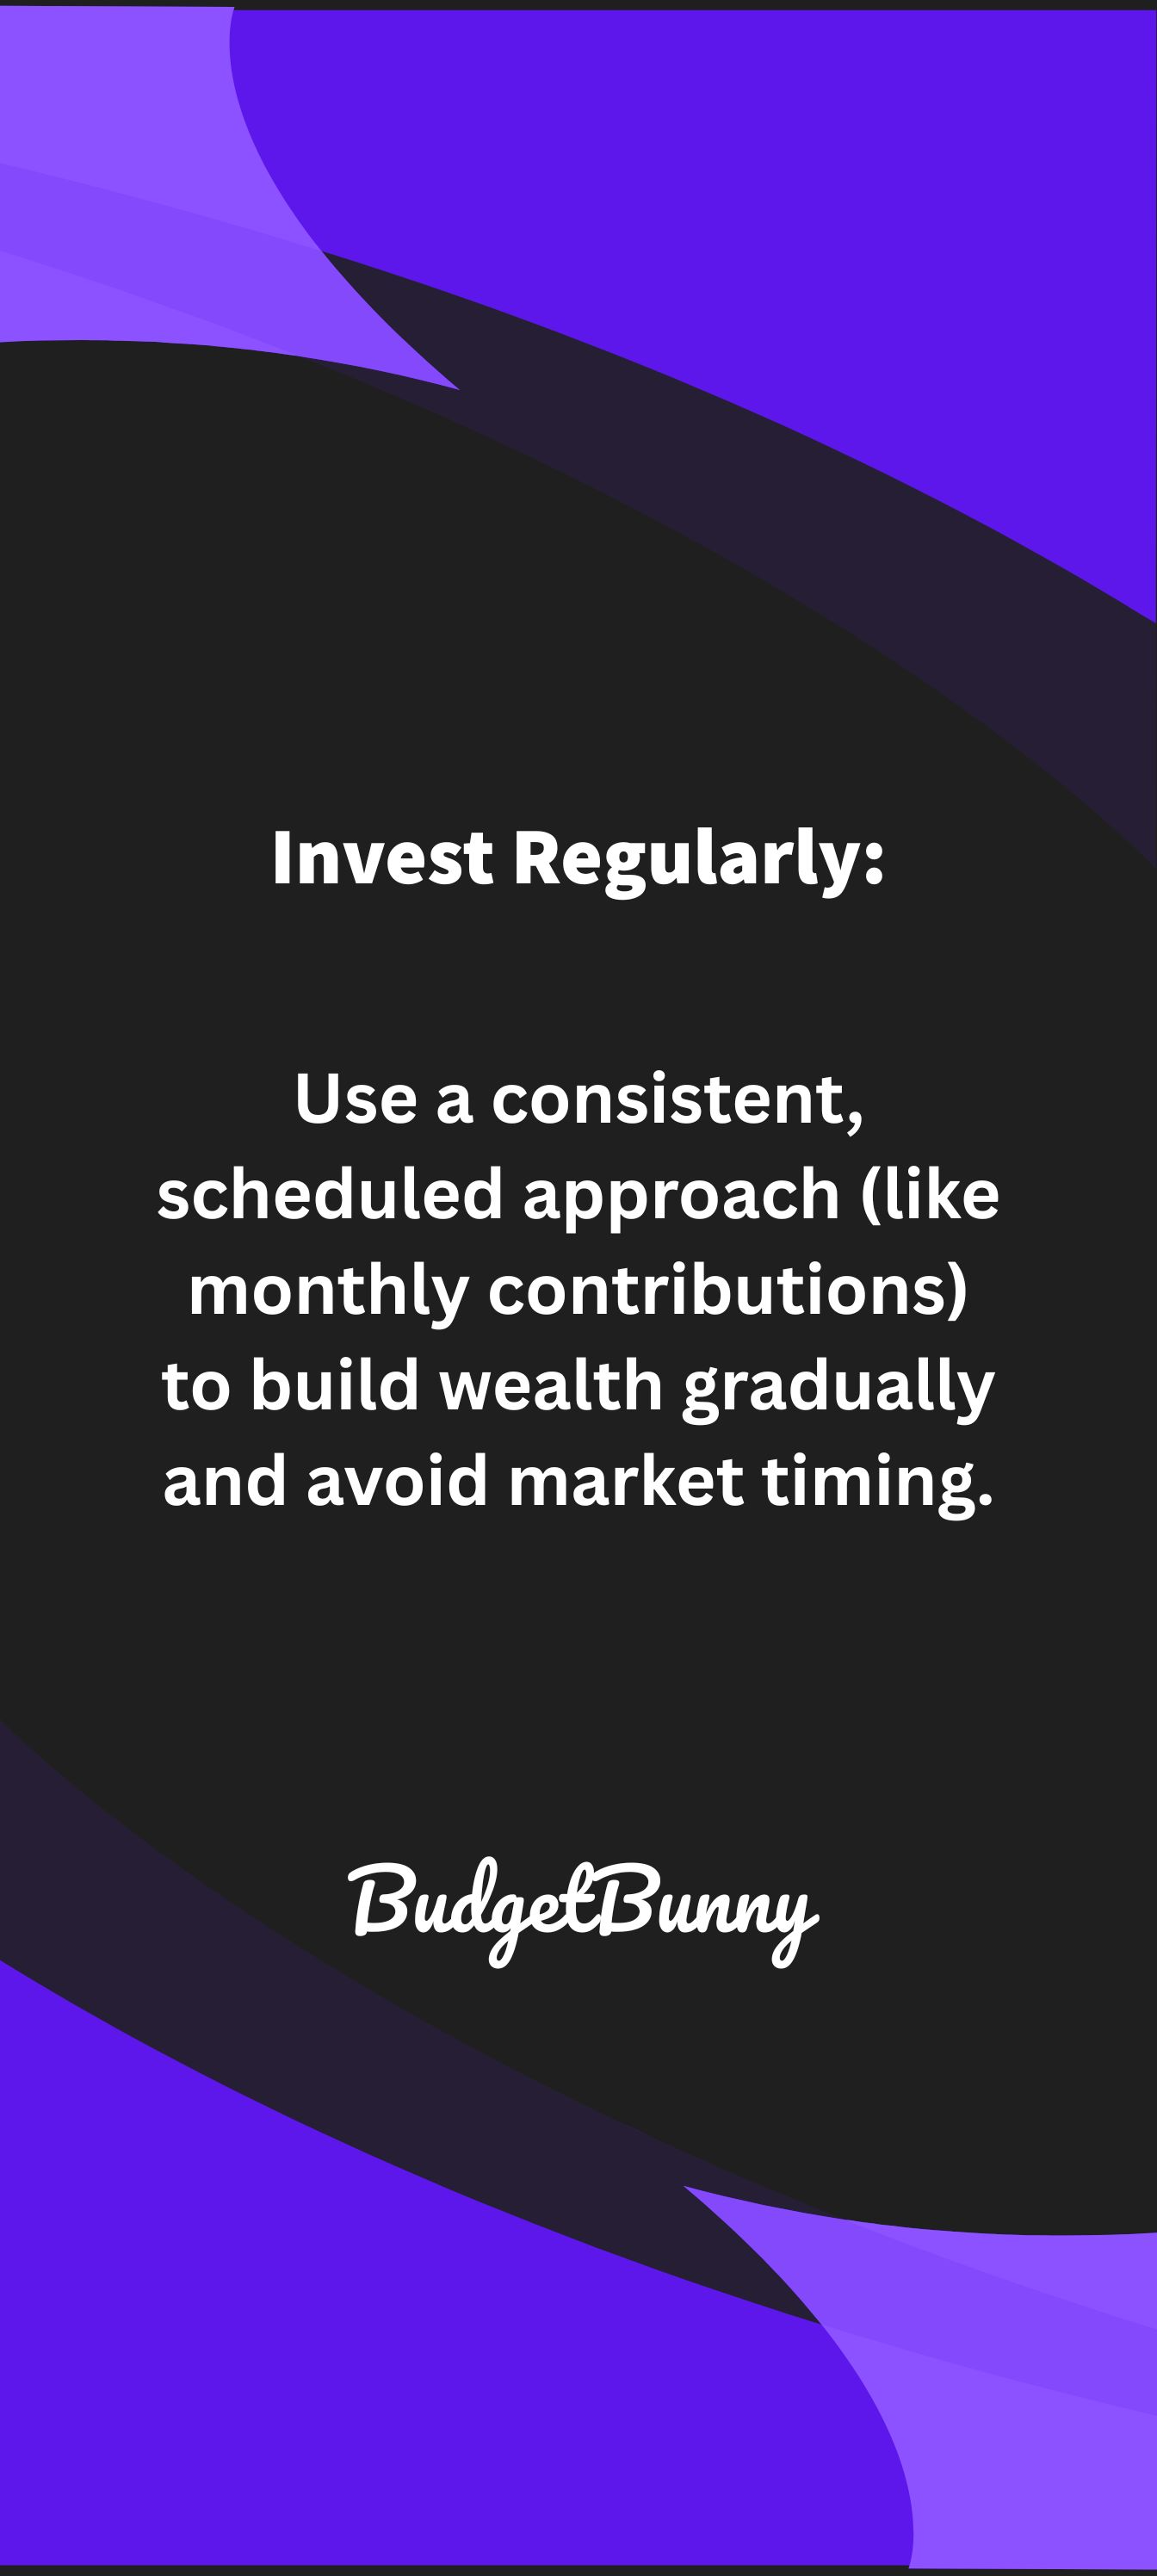 Invest Regularly:
Use a consistent,
scheduled approach (like
monthly contributions)
to build wealth gradually
and avoid market timing.
BudgetBunny